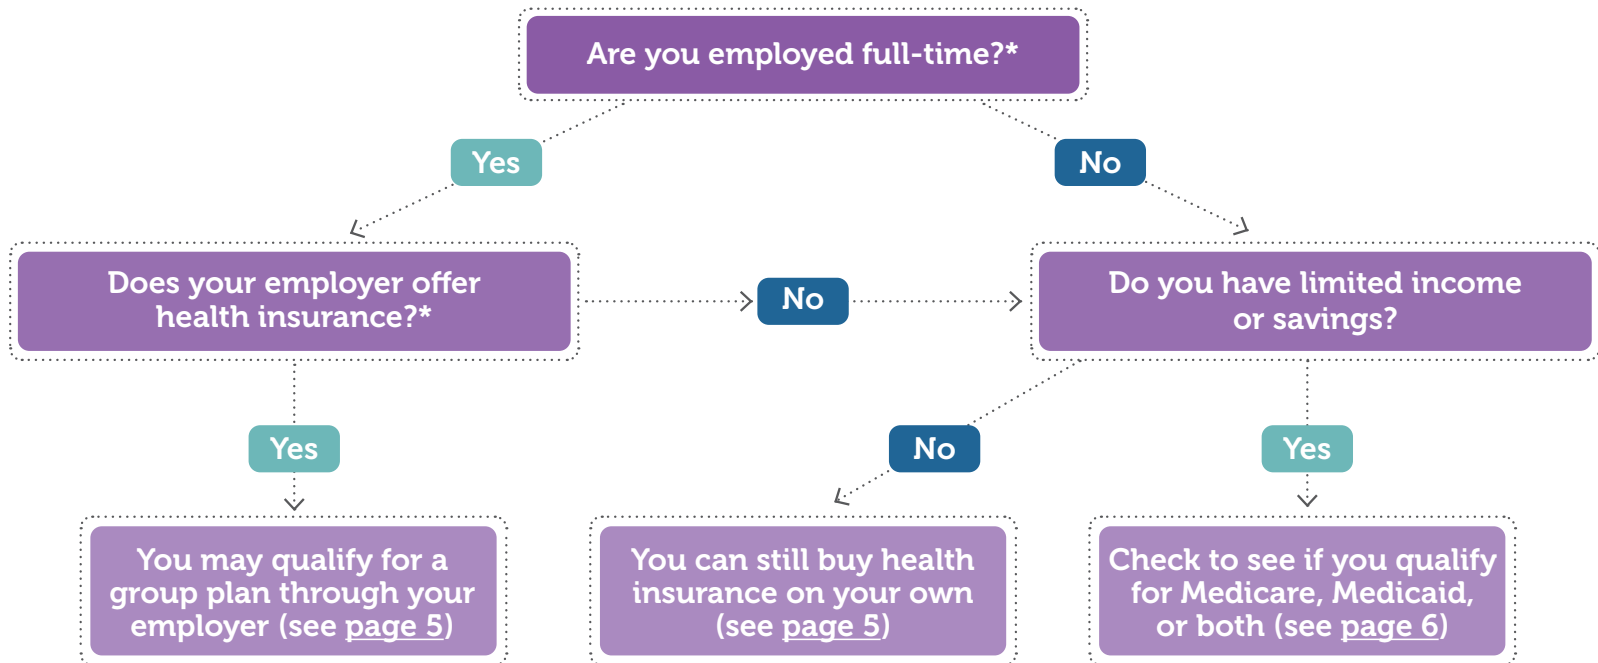 Are you employed full-time?*
Yes
No
Does your employer offer
health insurance?*
No
Do you have limited income
or savings?
Yes
No
Yes
You may qualify for a
group plan through your
employer (see page 5)
You can still buy health
insurance on your own
(see page 5)
Check to see if you qualify
for Medicare, Medicaid,
or both (see page 6)